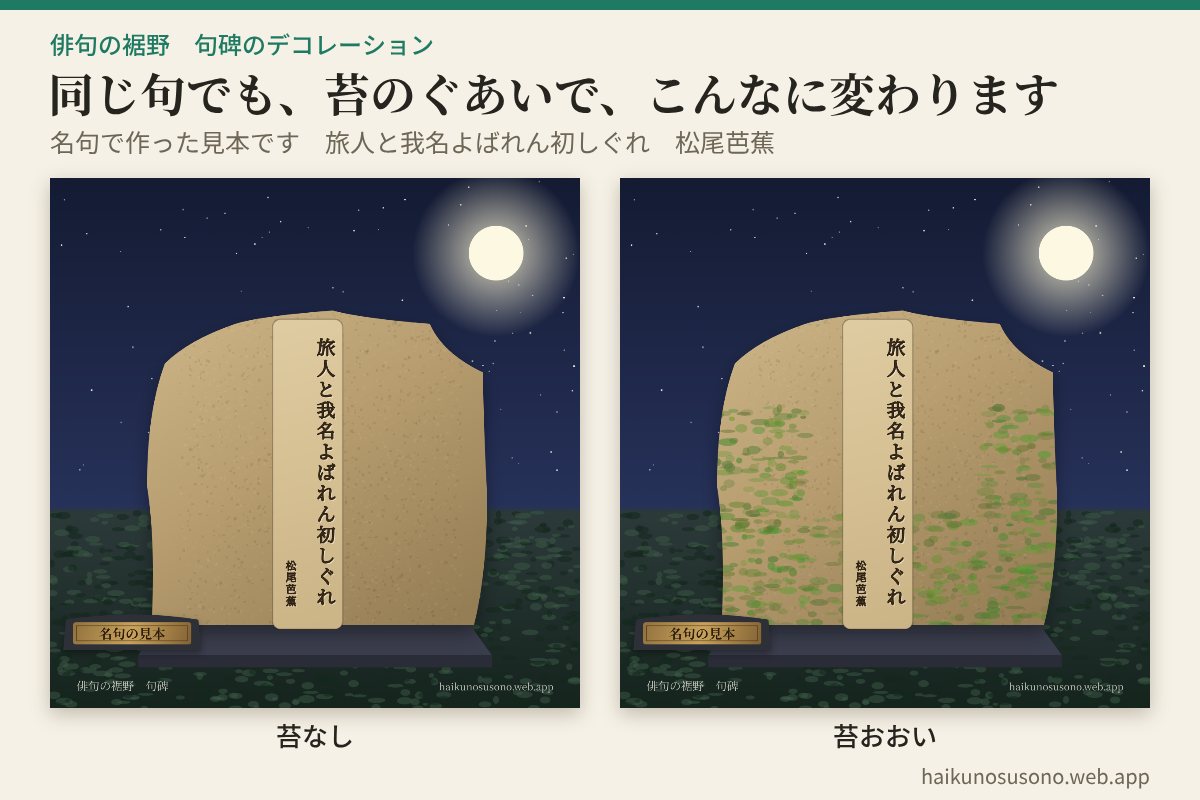 俳句の裾野　句碑のデコレーション
同じ句でも、苔のぐあいで、こんなに変わります
名句で作った見本です　旅人と我名よばれん初しぐれ　松尾芭蕉
旅人と我名よばれん初しぐれ
松尾芭蕉
名句の見本
俳句の裾野　句碑
haikunosusono.web.app
苔なし
旅人と我名よばれん初しぐれ
松尾芭蕉
名句の見本
俳句の裾野　句碑
haikunosusono.web.app
苔おおい
haikunosusono.web.app